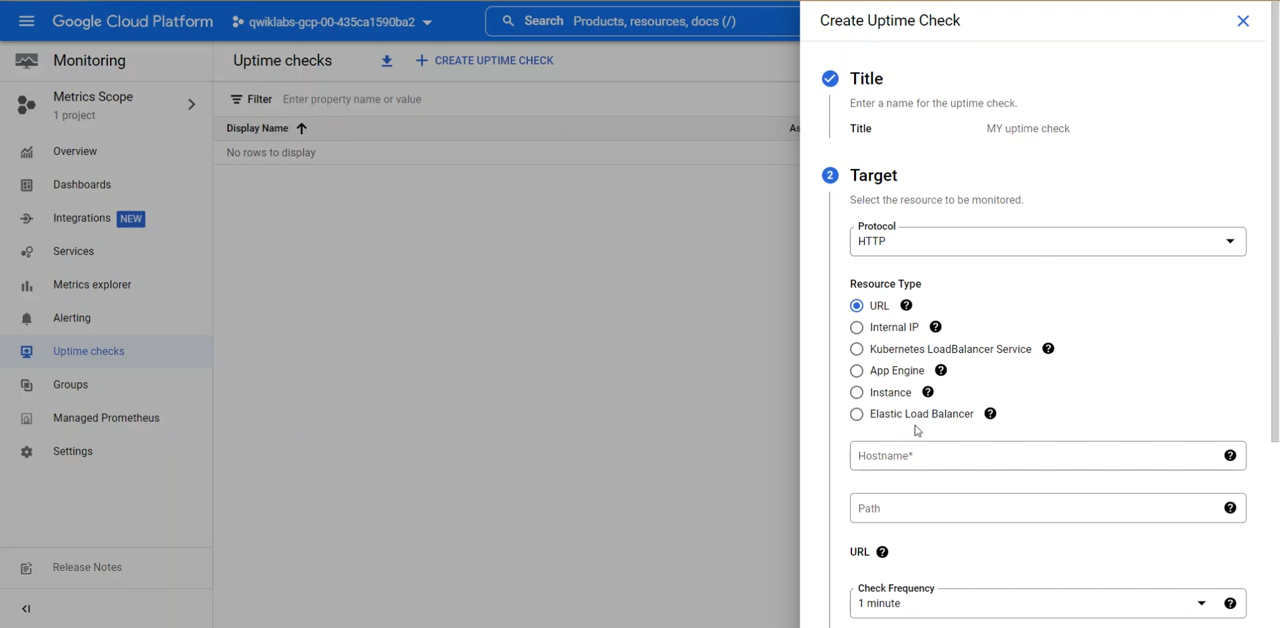 Google Cloud Platform
qwiklabs-gcp-00-435ca1590ba2
Search Products, resources, docs (/)
Monitoring
Metrics Scope
1 project
Overview
Dashboards
Integrations NEW
Services
Metrics explorer
Alerting
Uptime checks
Groups
Managed Prometheus
Settings
Release Notes
Uptime checks
CREATE UPTIME CHECK
Filter Enter property name or value
Display Name
As
No rows to display
Create Uptime Check
Title
Enter a name for the uptime check.
Title MY uptime check
2 Target
Select the resource to be monitored.
Protocol
HTTP
Resource Type
URL
Internal IP
Kubernetes LoadBalancer Service
App Engine
Instance
Elastic Load Balancer
Hostname*
Path
URL
Check Frequency
1 minute